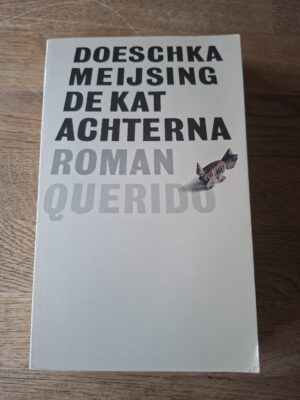 DOESCHKA
MEIJSING
DE KAT
ACHTERNA
ROMAN
QUERIDO